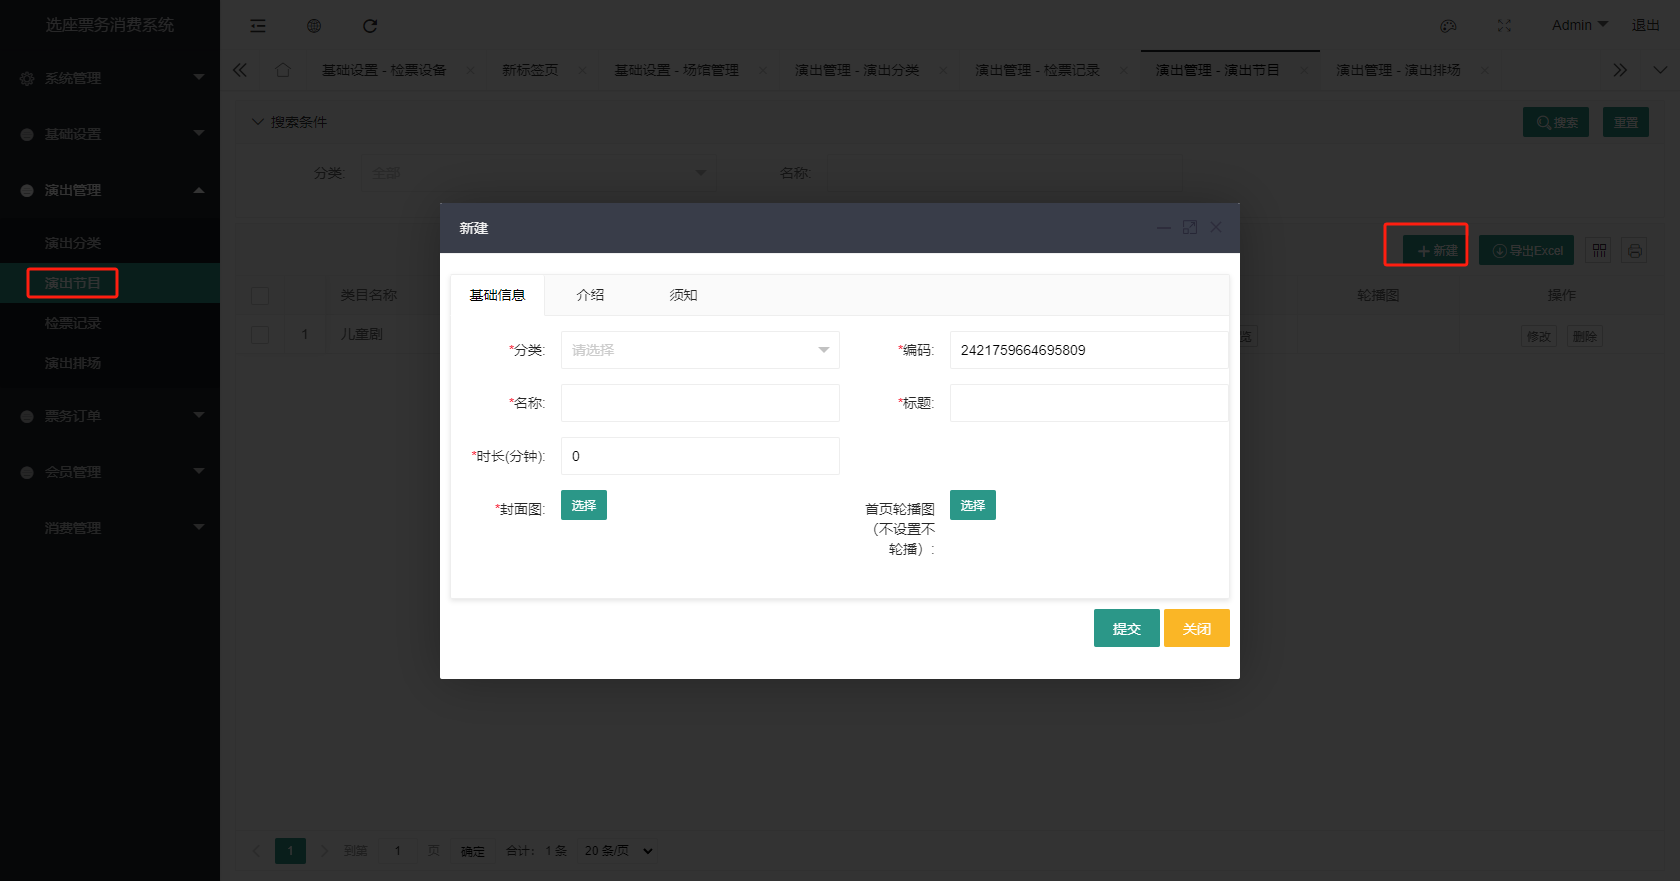 选座票务消费系统
Admin
退出
系统管理
基础设置
演出管理
演出分类
演出节目
检票记录
演出排场
票务订单
会员管理
消费管理
基础设置 - 检票设备
新标签页
基础设置 - 场馆管理
演出管理 - 演出分类
演出管理 - 检票记录
演出管理 - 演出节目
演出管理 - 演出排场
搜索条件
搜索
重置
分类:
全部
名称:
新建
导出Excel
类目名称
轮播图
操作
1
儿童剧
览
修改
删除
新建
基础信息
介绍
须知
*分类:
请选择
*编码:
2421759664695809
*名称:
*标题:
*时长(分钟):
0
*封面图:
选择
首页轮播图
(不设置不
轮播) :
选择
提交
关闭
1
到第
1
页
确定
合计: 1 条
20 条/页